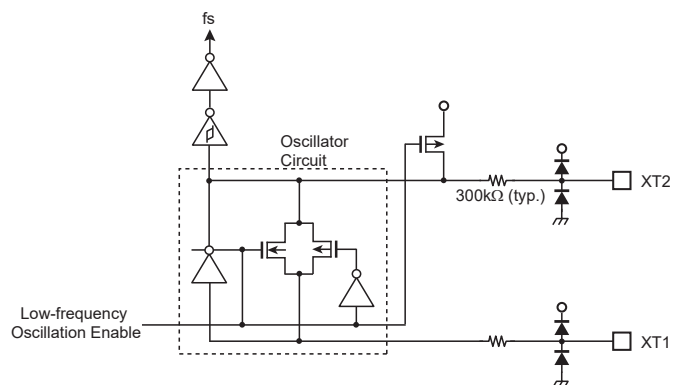 fs
Oscillator
Circuit
300kΩ (typ.)
XT2
Low-frequency
Oscillation Enable
XT1